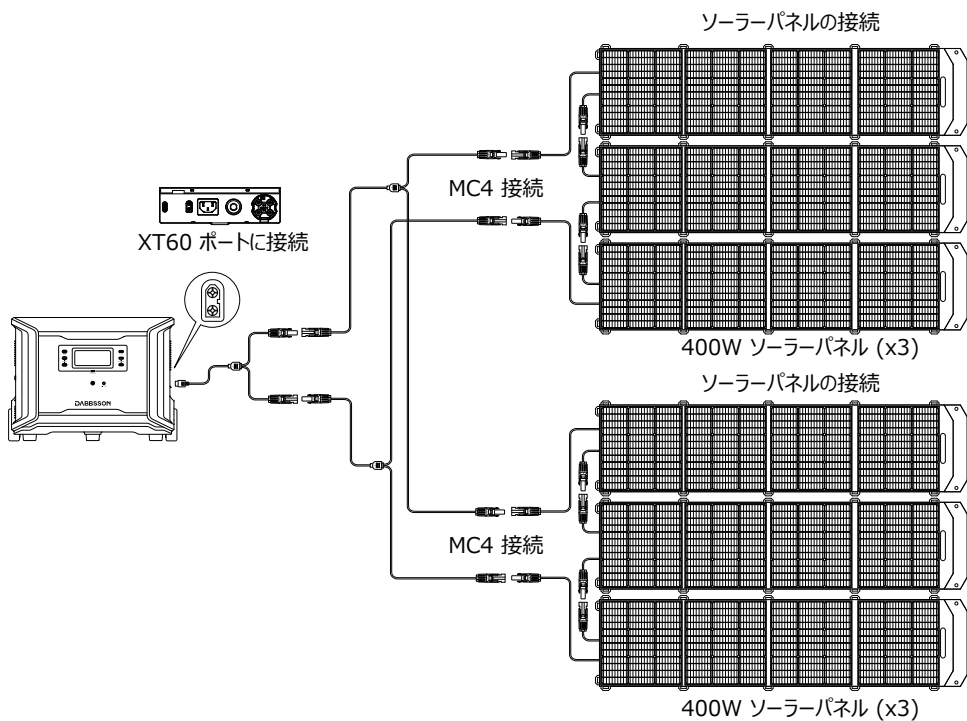 ソーラーパネルの接続
MC4 接続
XT60 ポートに接続
400W ソーラーパネル (x3)
DABBSSON
ソーラーパネルの接続
MC4 接続
400W ソーラーパネル (x3)